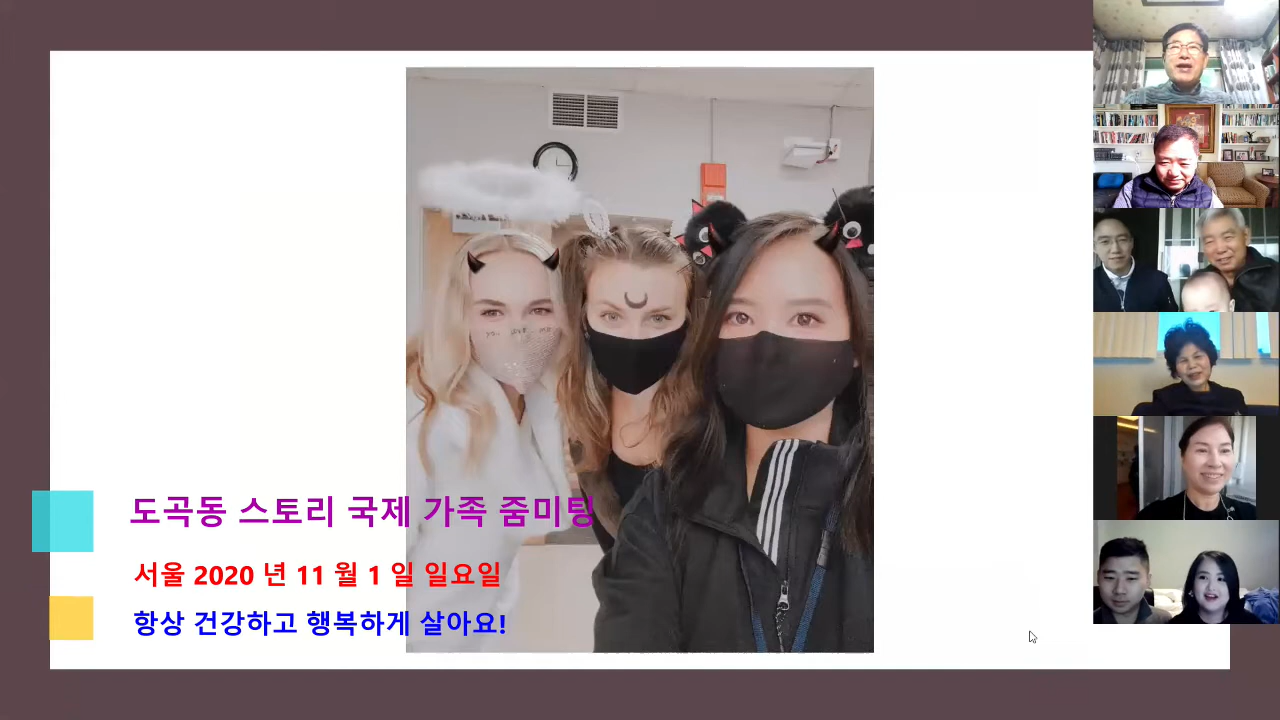 도곡동 스토리 국제 가족 줌미팅
서울 2020 년 11 월 1 일 일요일
항상 건강하고 행복하게 살아요!